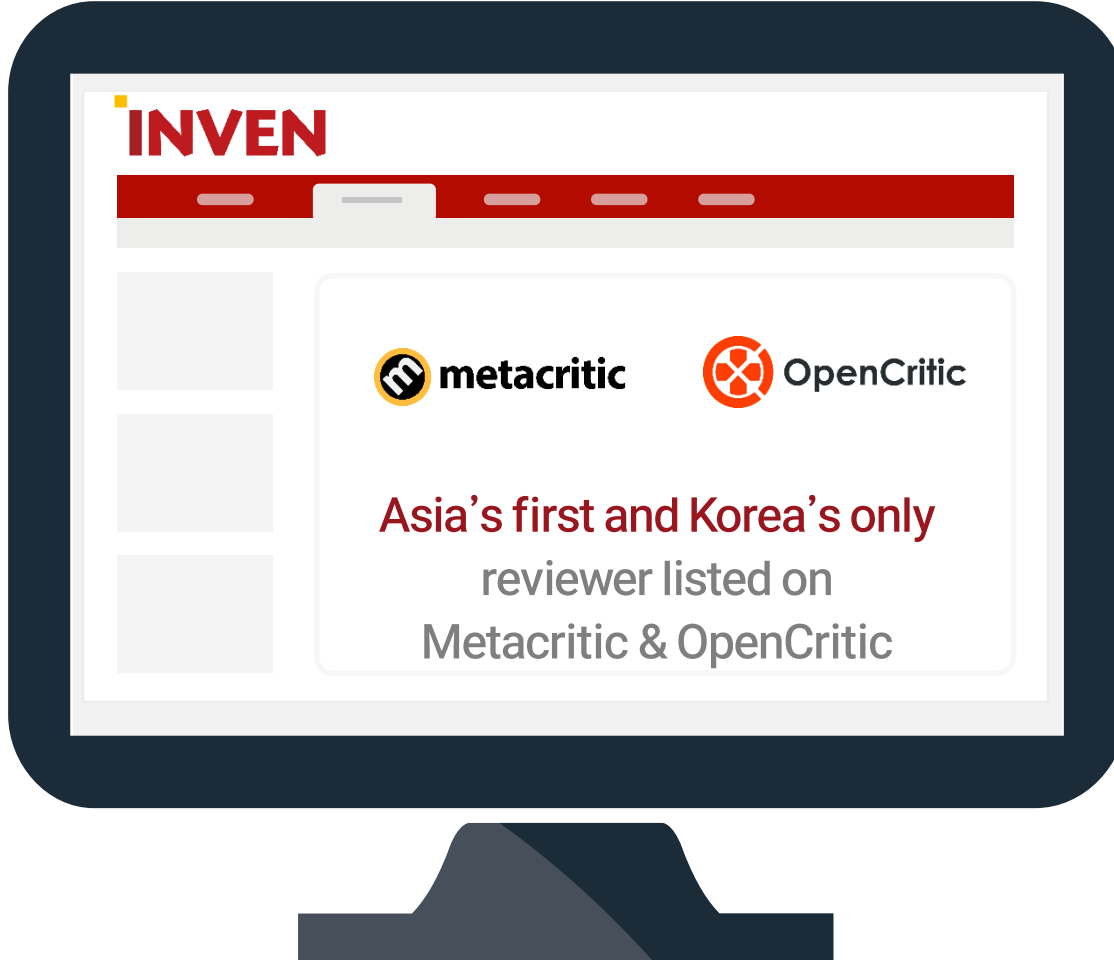 INVEN
metacritic
OpenCritic
Asia’s first and Korea’s only
reviewer listed on
Metacritic & OpenCritic